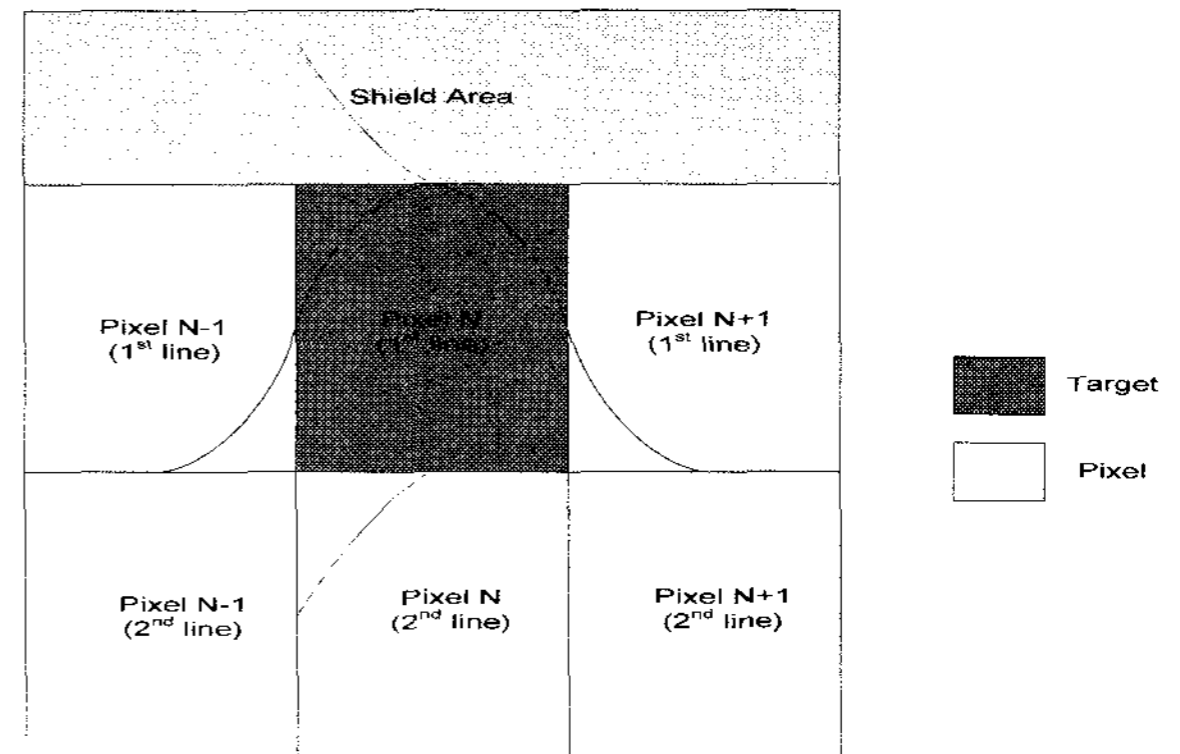 Shield Area
Pixel N-1
(1st line)
Pixel N
(1st line)
Pixel N+1
(1st line)
Target
Pixel
Pixel N-1
(2nd line)
Pixel N
(2nd line)
Pixel N+1
(2nd line)